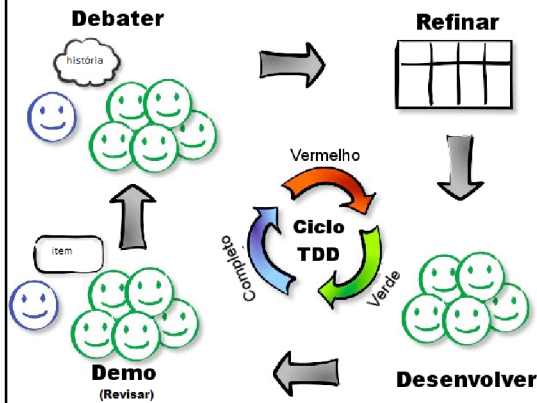 Debater
história
Refinar
Vermelho
Ciclo
TDD
Verde
Completo
item
Demo
(Revisar)
Desenvolver